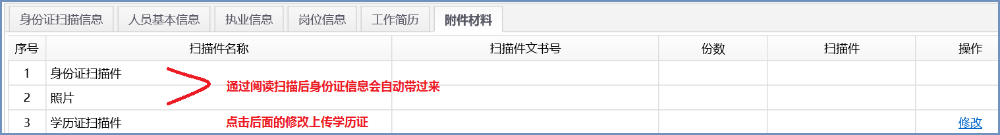 身份证扫描信息 人员基本信息 执业信息 岗位信息 工作简历 附件材料
序号 扫描件名称 扫描件文书号 份数 扫描件 操作
1 身份证扫描件
通过阅读扫描后身份证信息会自动带过来
2 照片
3 学历证扫描件 点击后面的修改上传学历证 修改